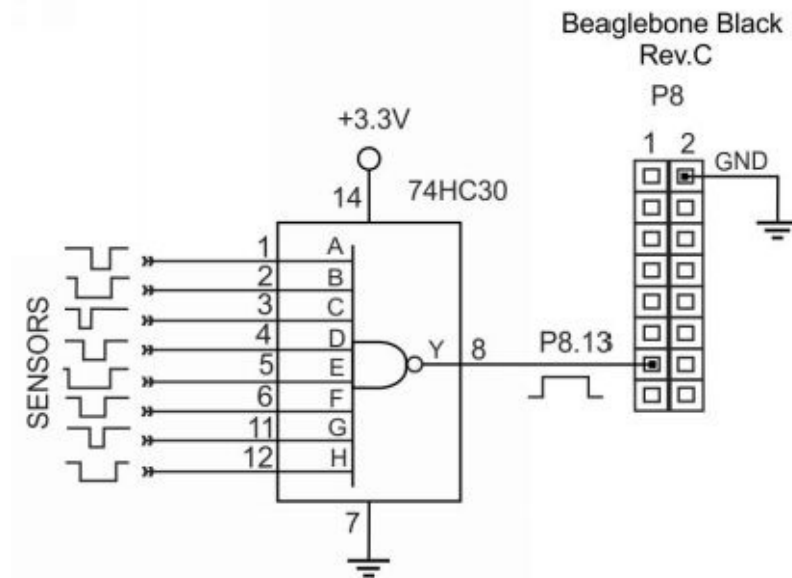 Beaglebone Black
Rev.C
P8
+3.3V
1 2
GND
14
74HC30
1 A
2 B
3 C
4 D
5 E
6 F
11 G
12 H
SENSORS
Y
8
P8.13
7